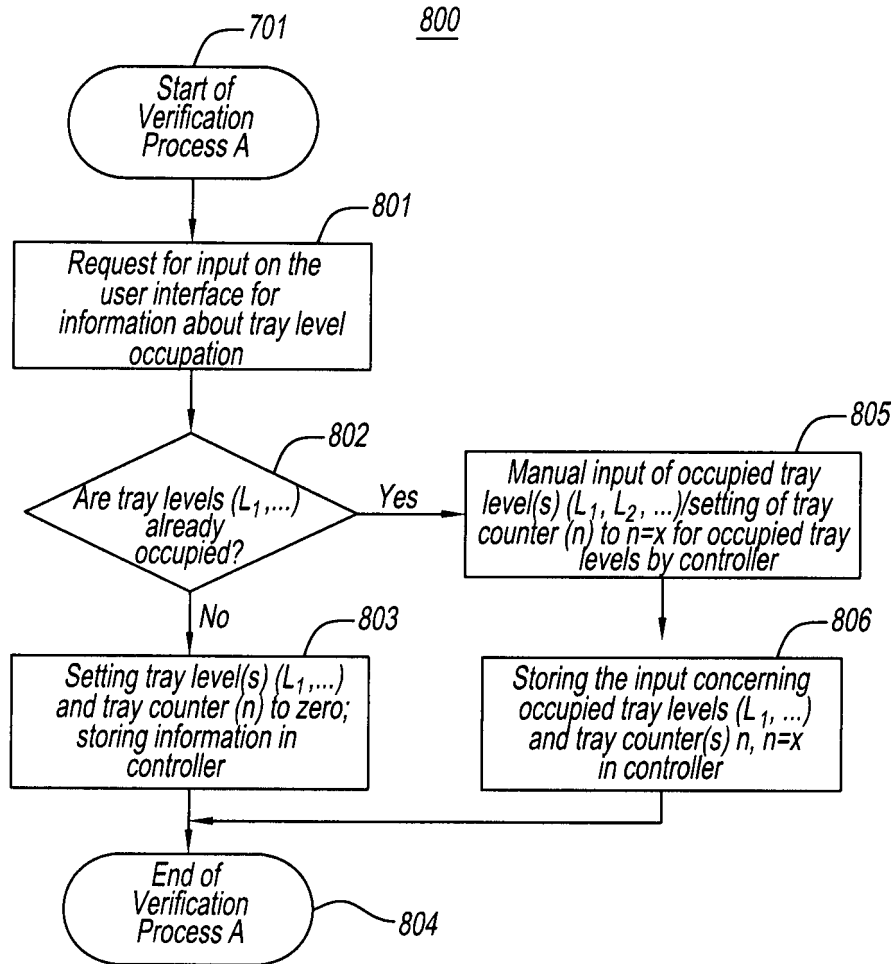 800
701
Start of
Verification
Process A
801
Request for input on the
user interface for
information about tray level
occupation
802
Are tray levels (L₁,...)
already
occupied?
Yes
No
805
Manual input of occupied tray
level(s) (L₁, L₂, ...)/setting of tray
counter (n) to n=x for occupied tray
levels by controller
803
Setting tray level(s) (L₁,...)
and tray counter (n) to zero;
storing information in
controller
806
Storing the input concerning
occupied tray levels (L₁, ...)
and tray counter(s) n, n=x
in controller
End of
Verification
Process A
804